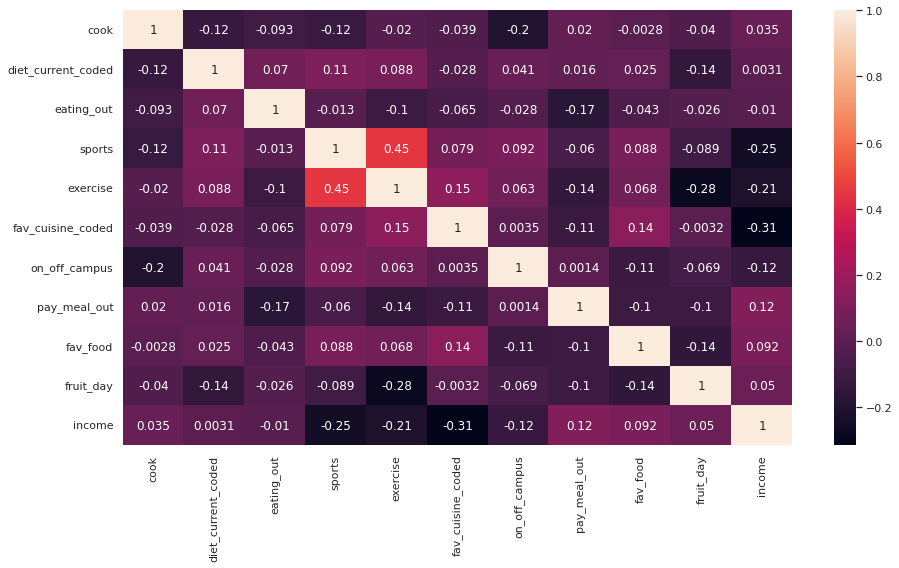 cook 1 -0.12 -0.093 -0.12 -0.02 -0.039 -0.2 0.02 -0.0028 -0.04 0.035
diet_current_coded -0.12 1 0.07 0.11 0.088 -0.028 0.041 0.016 0.025 -0.14 0.0031
eating_out -0.093 0.07 1 -0.013 -0.1 -0.065 -0.028 -0.17 -0.043 -0.026 -0.01
sports -0.12 0.11 -0.013 1 0.45 0.079 0.092 -0.06 0.088 -0.089 -0.25
exercise -0.02 0.088 -0.1 0.45 1 0.15 0.063 -0.14 0.068 -0.28 -0.21
fav_cuisine_coded -0.039 -0.028 -0.065 0.079 0.15 1 0.0035 -0.11 0.14 -0.0032 -0.31
on_off_campus -0.2 0.041 -0.028 0.092 0.063 0.0035 1 0.0014 -0.11 -0.069 -0.12
pay_meal_out 0.02 0.016 -0.17 -0.06 -0.14 -0.11 0.0014 1 -0.1 -0.1 0.12
fav_food -0.0028 0.025 -0.043 0.088 0.068 0.14 -0.11 -0.1 1 -0.14 0.092
fruit_day -0.04 -0.14 -0.026 -0.089 -0.28 -0.0032 -0.069 -0.1 -0.14 1 0.05
income 0.035 0.0031 -0.01 -0.25 -0.21 -0.31 -0.12 0.12 0.092 0.05 1
cook diet_current_coded eating_out sports exercise fav_cuisine_coded on_off_campus pay_meal_out fav_food fruit_day income
1.0
0.8
0.6
0.4
0.2
0.0
−0.2